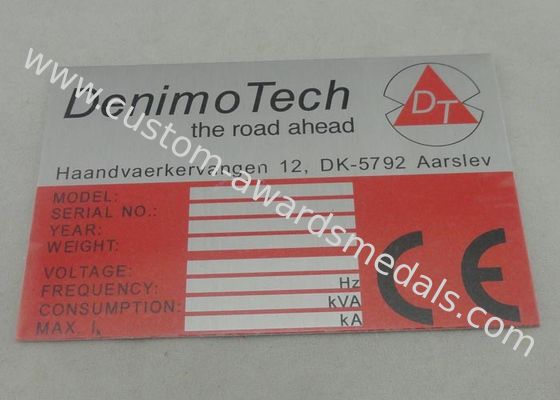 DenimoTech
the road ahead
DT
Haandvaerkervangen 12, DK-5792 Aarslev
MODEL:
SERIAL NO.:
YEAR:
WEIGHT:
VOLTAGE:
FREQUENCY: Hz
CONSUMPTION: kVA
MAX. Ik kA
CE
www.custom-awardsmedals.com